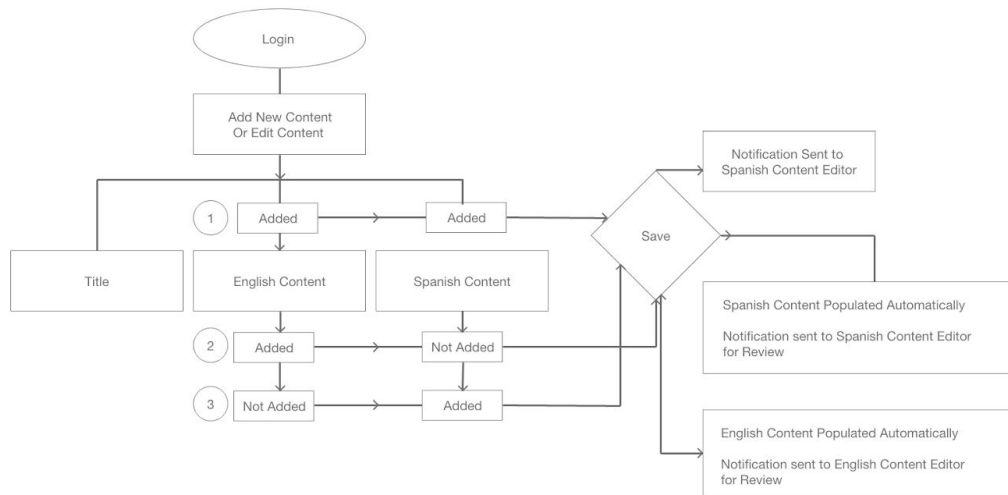 Login
Add New Content
Or Edit Content
Notification Sent to
Spanish Content Editor
1
Added
Added
Save
Title
English Content
Spanish Content
Spanish Content Populated Automatically
Notification sent to Spanish Content Editor
for Review
2
Added
Not Added
3
Not Added
Added
English Content Populated Automatically
Notification sent to English Content Editor
for Review